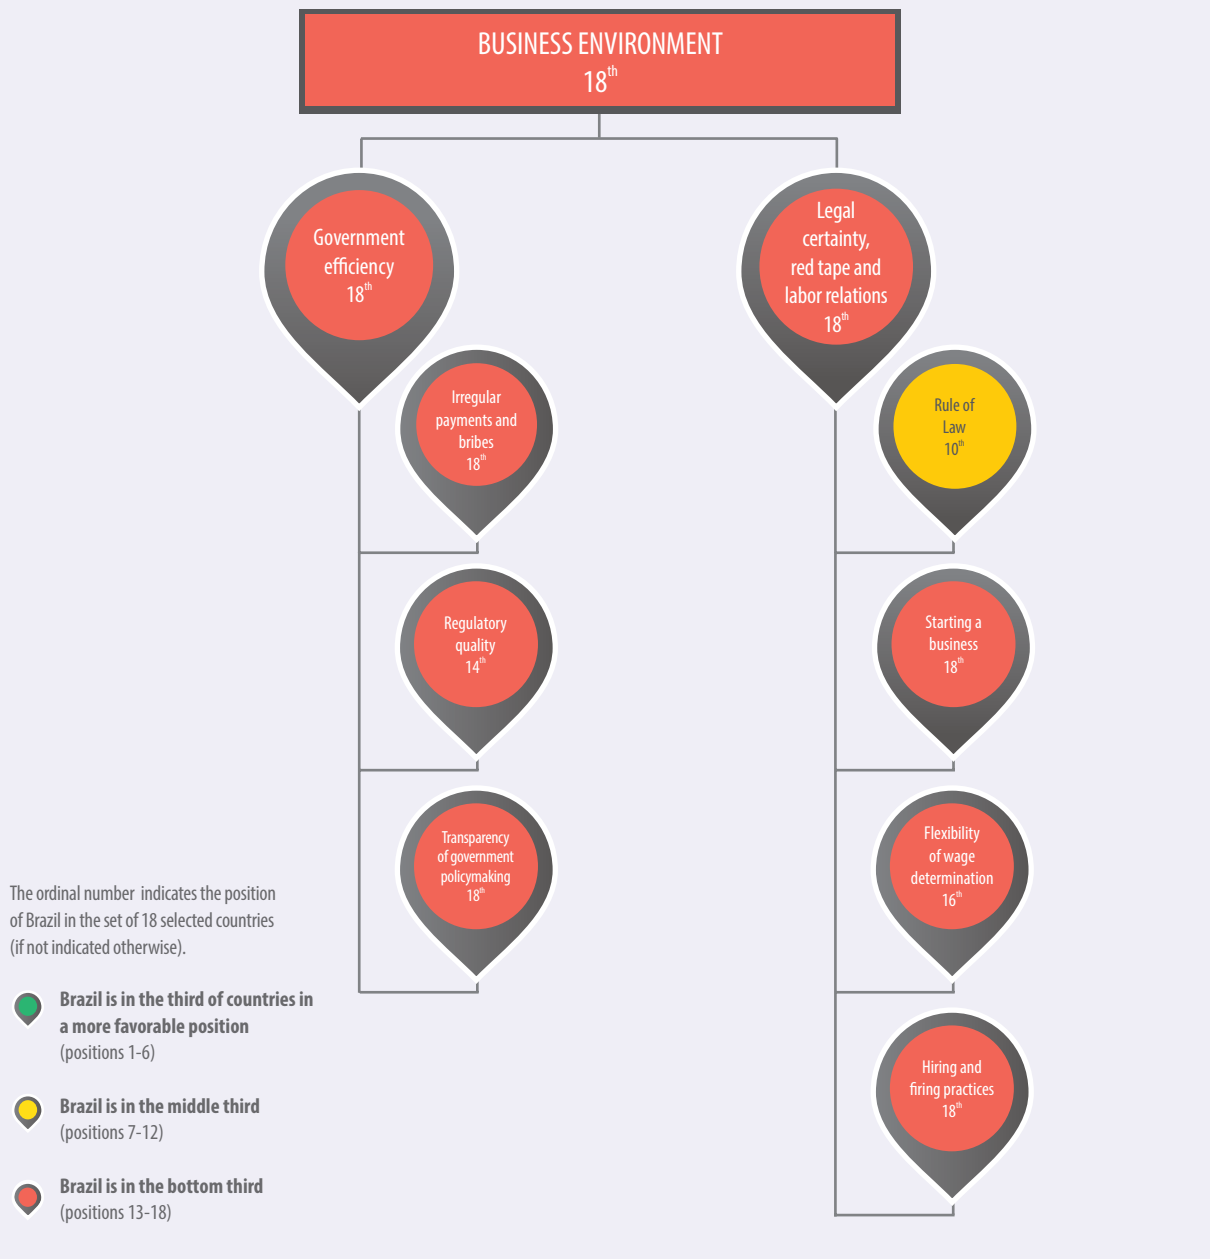 BUSINESS ENVIRONMENT
18th
Government
efficiency
18th
Irregular
payments and
bribes
18th
Regulatory
quality
14th
Transparency
of government
policymaking
18th
Legal
certainty,
red tape and
labor relations
18th
Rule of
Law
10th
Starting a
business
18th
Flexibility
of wage
determination
16th
Hiring and
firing practices
18th
The ordinal number indicates the position
of Brazil in the set of 18 selected countries
(if not indicated otherwise).
Brazil is in the third of countries in
a more favorable position
(positions 1-6)
Brazil is in the middle third
(positions 7-12)
Brazil is in the bottom third
(positions 13-18)